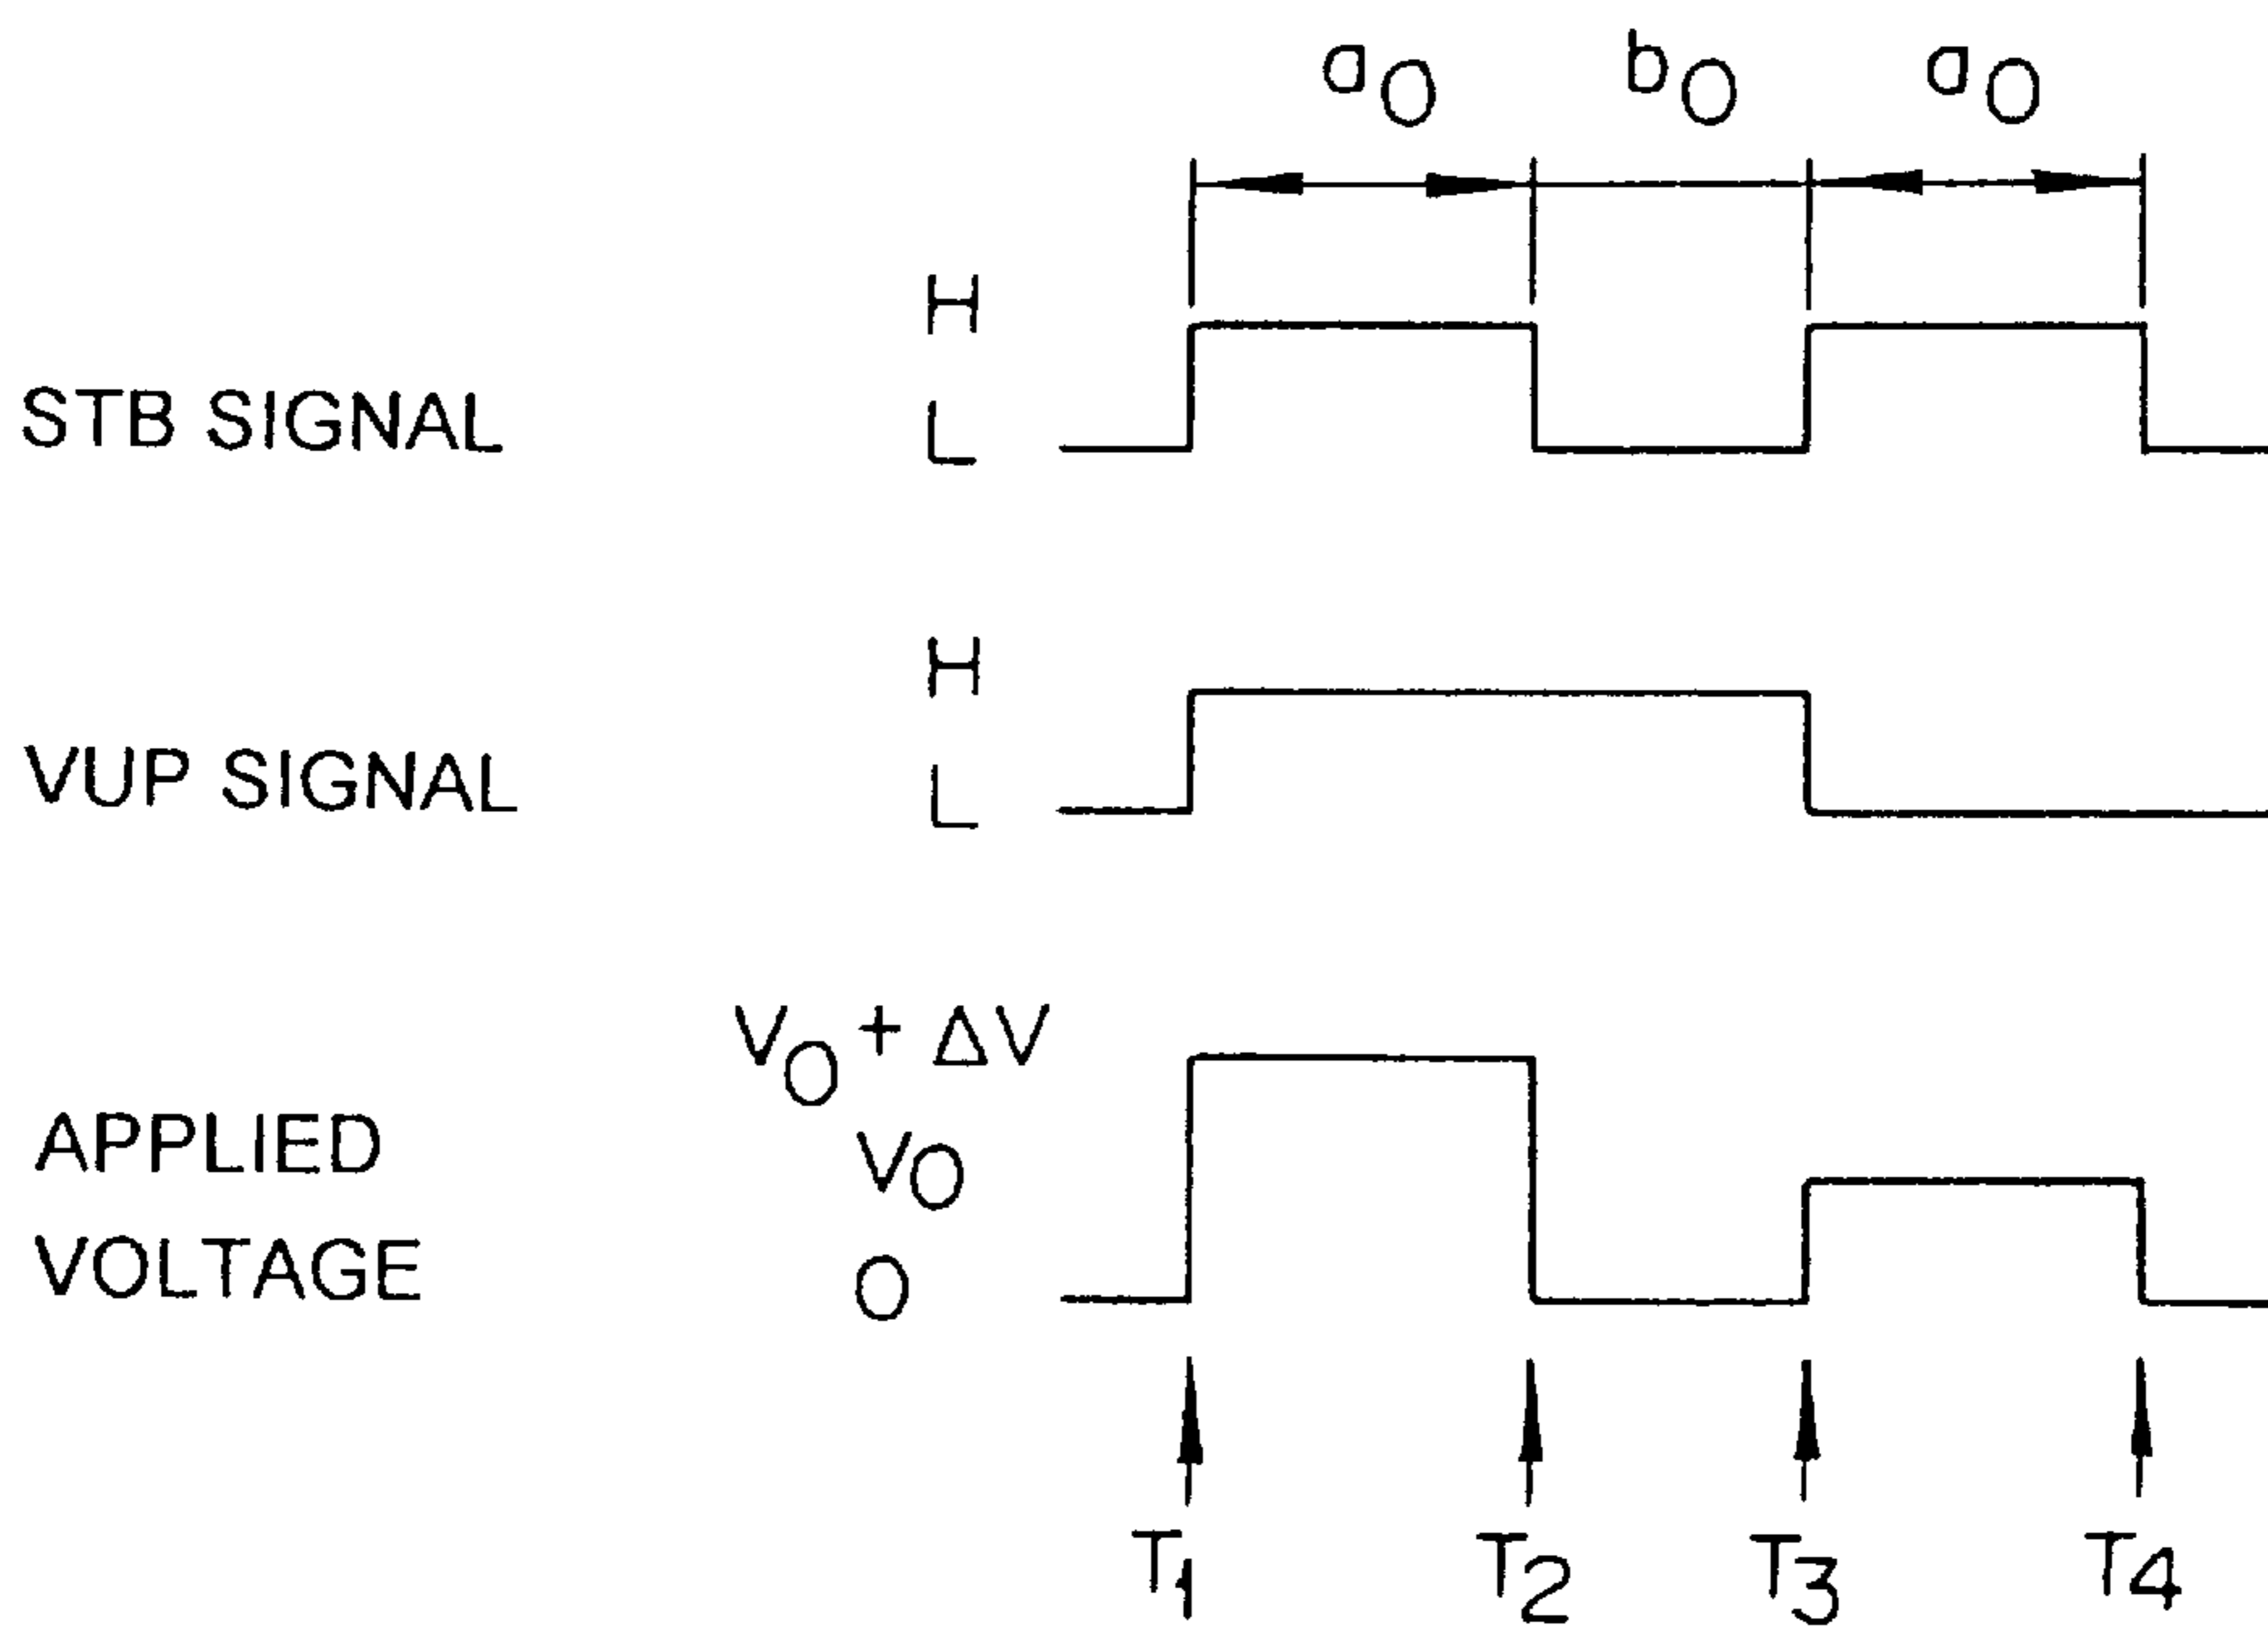 a0 b0 a0
H
STB SIGNAL L
H
VUP SIGNAL L
V0 + ΔV
APPLIED V0
VOLTAGE 0
T1 T2 T3 T4